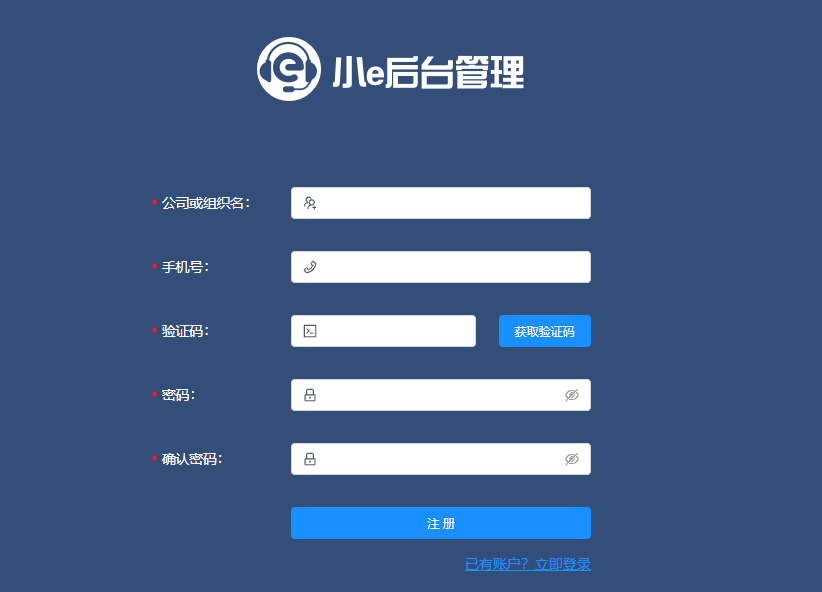 小e后台管理
* 公司或组织名：
* 手机号：
* 验证码： 获取验证码
* 密码：
* 确认密码：
注 册
已有账户？立即登录